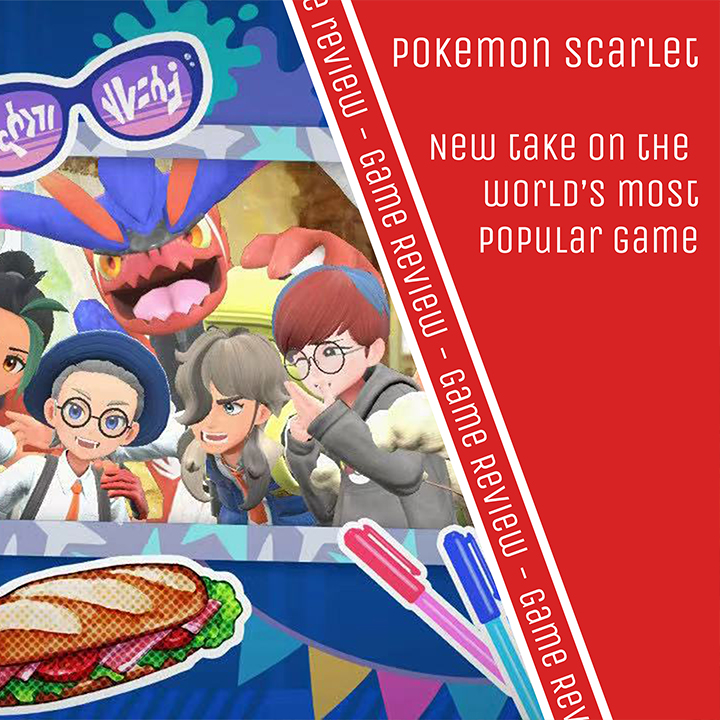 Pokemon Scarlet
New take on the
world's most
popular game
e Review - Game Review - Game Review - Game Rev